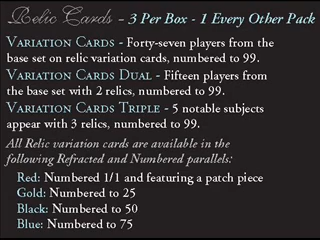 Relic Cards - 3 Per Box - 1 Every Other Pack
Variation Cards - Forty-seven players from the
base set on relic variation cards, numbered to 99.
Variation Cards Dual - Fifteen players from
the base set with 2 relics, numbered to 99.
Variation Cards Triple - 5 notable subjects
appear with 3 relics, numbered to 99.
All Relic variation cards are available in the
following Refracted and Numbered parallels:
Red: Numbered 1/1 and featuring a patch piece
Gold: Numbered to 25
Black: Numbered to 50
Blue: Numbered to 75